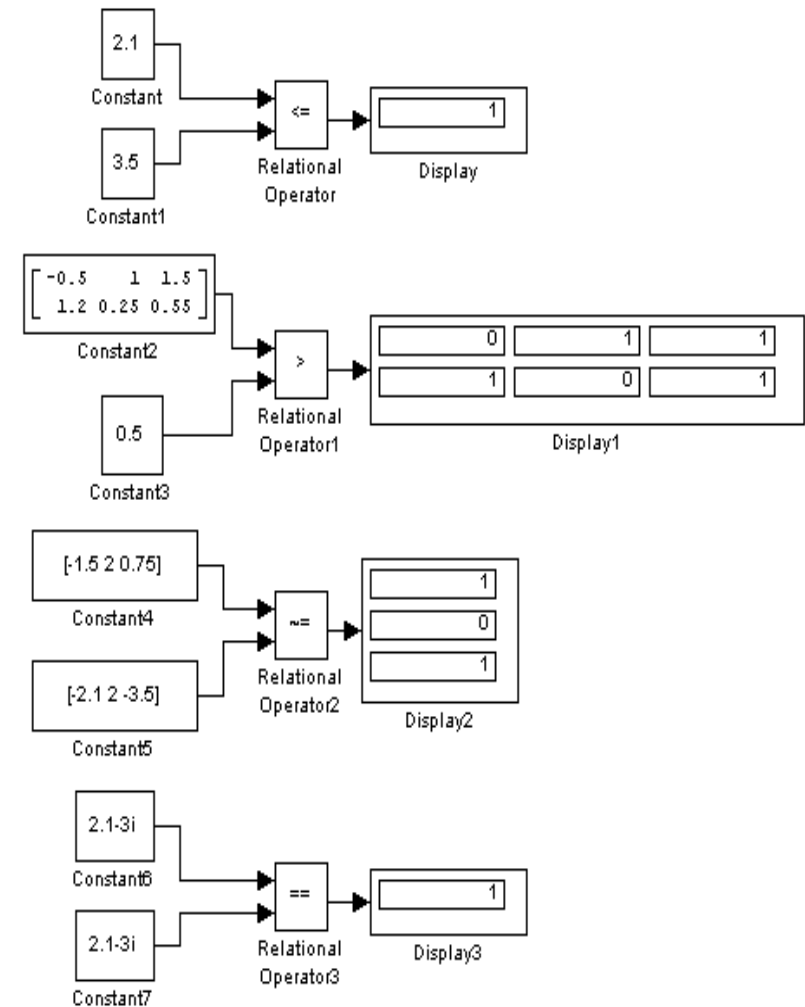 2.1
Constant
3.5
Constant1
<=
Relational
Operator
1
Display
-0.5 1 1.5
1.2 0.25 0.55
Constant2
0.5
Constant3
>
Relational
Operator1
0 1 1
1 0 1
Display1
[-1.5 2 0.75]
Constant4
[-2.1 2 -3.5]
Constant5
~=
Relational
Operator2
1
0
1
Display2
2.1-3i
Constant6
2.1-3i
Constant7
==
Relational
Operator3
1
Display3